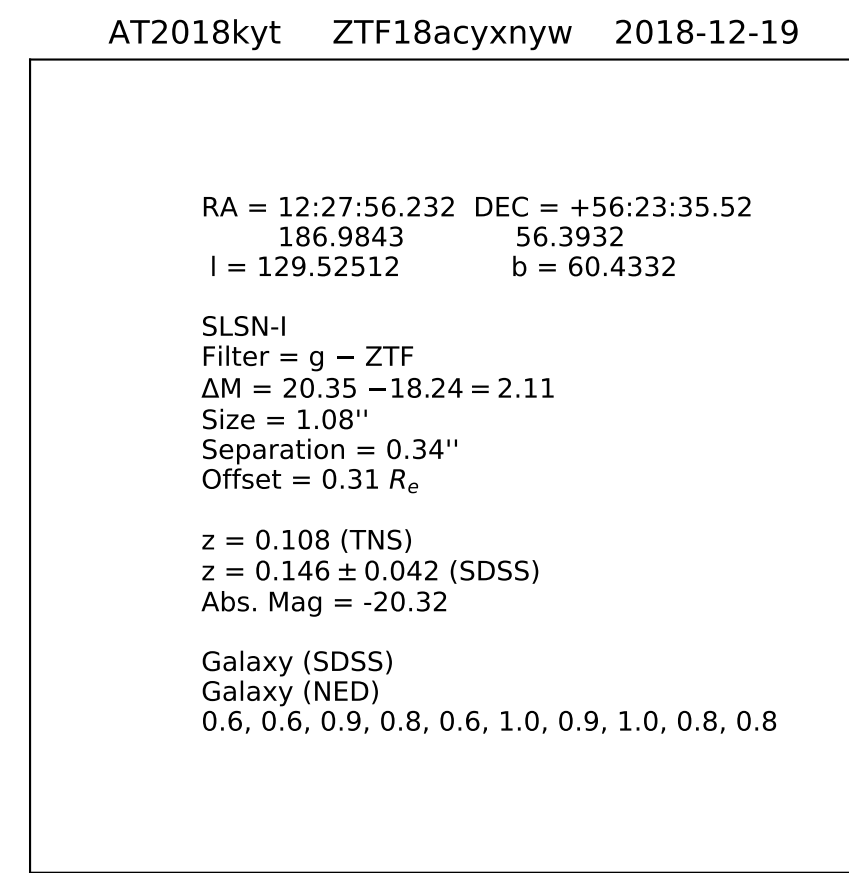 AT2018kyt ZTF18acyxnyw 2018-12-19
RA = 12:27:56.232 DEC = +56:23:35.52
186.9843 56.3932
l = 129.52512 b = 60.4332
SLSN-I
Filter = g − ZTF
ΔM = 20.35 −18.24 = 2.11
Size = 1.08''
Separation = 0.34''
Offset = 0.31 Re
z = 0.108 (TNS)
z = 0.146 ± 0.042 (SDSS)
Abs. Mag = -20.32
Galaxy (SDSS)
Galaxy (NED)
0.6, 0.6, 0.9, 0.8, 0.6, 1.0, 0.9, 1.0, 0.8, 0.8